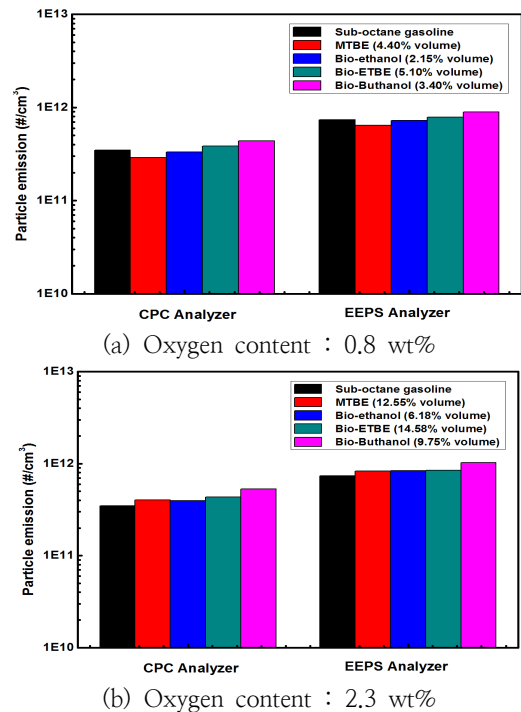 1E13
Sub-octane gasoline
MTBE (4.40% volume)
Bio-ethanol (2.15% volume)
Bio-ETBE (5.10% volume)
Bio-Buthanol (3.40% volume)
1E12
Particle emission (#/cm³)
1E11
1E10
CPC Analyzer EEPS Analyzer
(a) Oxygen content : 0.8 wt%
1E13
Sub-octane gasoline
MTBE (12.55% volume)
Bio-ethanol (6.18% volume)
Bio-ETBE (14.58% volume)
Bio-Buthanol (9.75% volume)
1E12
Particle emission (#/cm³)
1E11
1E10
CPC Analyzer EEPS Analyzer
(b) Oxygen content : 2.3 wt%